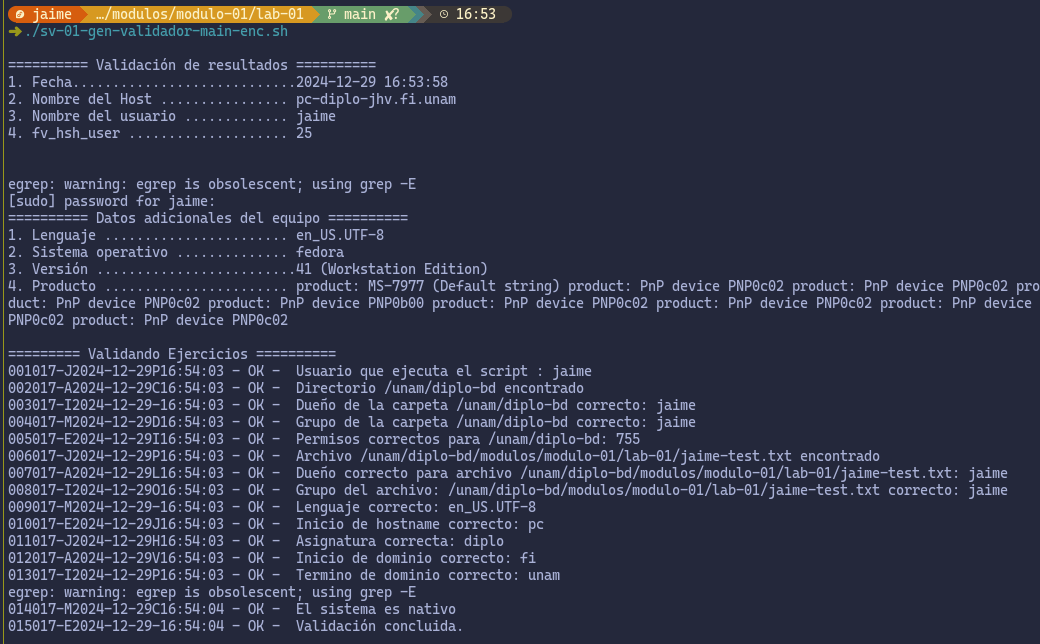 jaime …/modulos/modulo-01/lab-01 main ✘? 16:53
➜./sv-01-gen-validador-main-enc.sh
========== Validación de resultados ==========
1. Fecha............................2024-12-29 16:53:58
2. Nombre del Host ................ pc-diplo-jhv.fi.unam
3. Nombre del usuario ............. jaime
4. fv_hsh_user .................... 25
egrep: warning: egrep is obsolescent; using grep -E
[sudo] password for jaime:
========== Datos adicionales del equipo ==========
1. Lenguaje ....................... en_US.UTF-8
2. Sistema operativo .............. fedora
3. Versión .........................41 (Workstation Edition)
4. Producto ....................... product: MS-7977 (Default string) product: PnP device PNP0c02 product: PnP device PNP0c02 pro
duct: PnP device PNP0c02 product: PnP device PNP0b00 product: PnP device PNP0c02 product: PnP device PNP0c02 product: PnP device
PNP0c02 product: PnP device PNP0c02
========= Validando Ejercicios ==========
001017-J2024-12-29P16:54:03 - OK -  Usuario que ejecuta el script : jaime
002017-A2024-12-29C16:54:03 - OK -  Directorio /unam/diplo-bd encontrado
003017-I2024-12-29-16:54:03 - OK -  Dueño de la carpeta /unam/diplo-bd correcto: jaime
004017-M2024-12-29D16:54:03 - OK -  Grupo de la carpeta /unam/diplo-bd correcto: jaime
005017-E2024-12-29I16:54:03 - OK -  Permisos correctos para /unam/diplo-bd: 755
006017-J2024-12-29P16:54:03 - OK -  Archivo /unam/diplo-bd/modulos/modulo-01/lab-01/jaime-test.txt encontrado
007017-A2024-12-29L16:54:03 - OK -  Dueño correcto para archivo /unam/diplo-bd/modulos/modulo-01/lab-01/jaime-test.txt: jaime
008017-I2024-12-29O16:54:03 - OK -  Grupo del archivo: /unam/diplo-bd/modulos/modulo-01/lab-01/jaime-test.txt correcto: jaime
009017-M2024-12-29-16:54:03 - OK -  Lenguaje correcto: en_US.UTF-8
010017-E2024-12-29J16:54:03 - OK -  Inicio de hostname correcto: pc
011017-J2024-12-29H16:54:03 - OK -  Asignatura correcta: diplo
012017-A2024-12-29V16:54:03 - OK -  Inicio de dominio correcto: fi
013017-I2024-12-29P16:54:03 - OK -  Termino de dominio correcto: unam
egrep: warning: egrep is obsolescent; using grep -E
014017-M2024-12-29C16:54:04 - OK -  El sistema es nativo
015017-E2024-12-29-16:54:04 - OK -  Validación concluida.